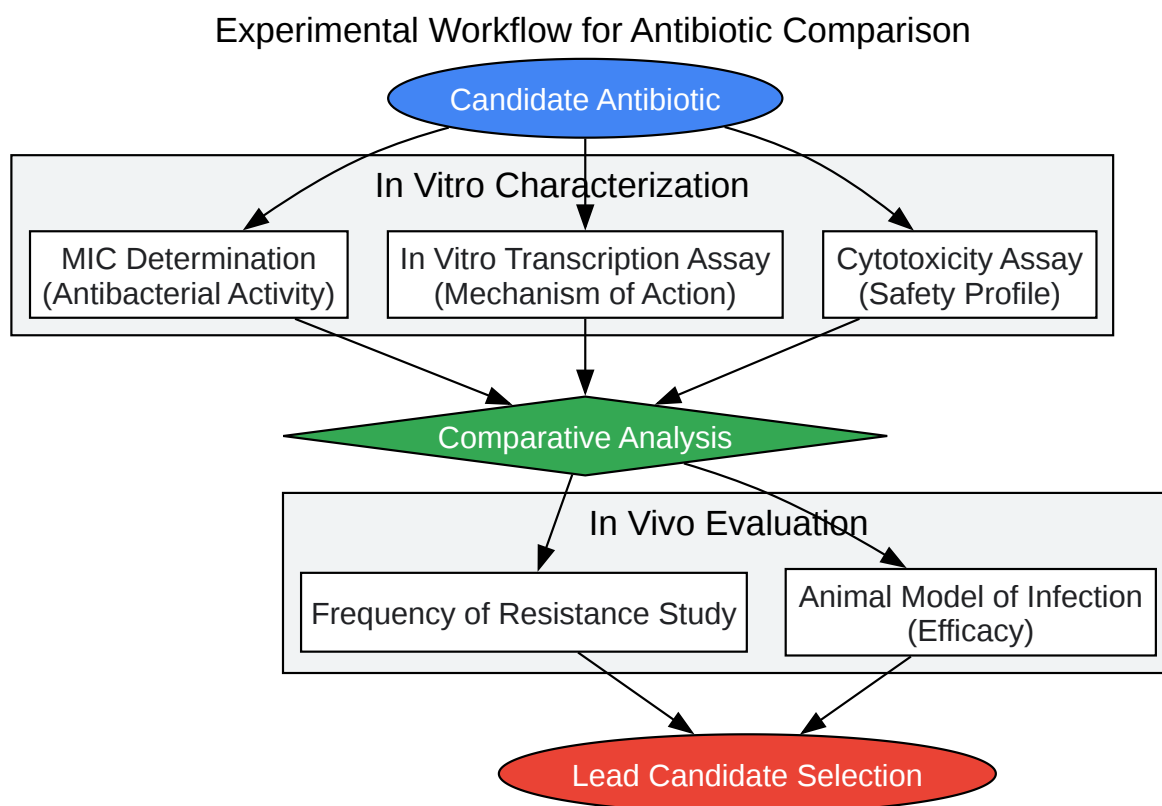 Experimental Workflow for Antibiotic Comparison
Candidate Antibiotic
In Vitro Characterization
MIC Determination
(Antibacterial Activity)
In Vitro Transcription Assay
(Mechanism of Action)
Cytotoxicity Assay
(Safety Profile)
Comparative Analysis
In Vivo Evaluation
Frequency of Resistance Study
Animal Model of Infection
(Efficacy)
Lead Candidate Selection